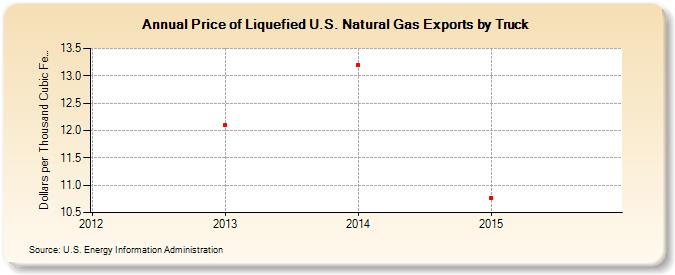 Annual Price of Liquefied U.S. Natural Gas Exports by Truck
Dollars per Thousand Cubic Fe...
13.5
13.0
12.5
12.0
11.5
11.0
10.5
2012 2013 2014 2015
Source: U.S. Energy Information Administration